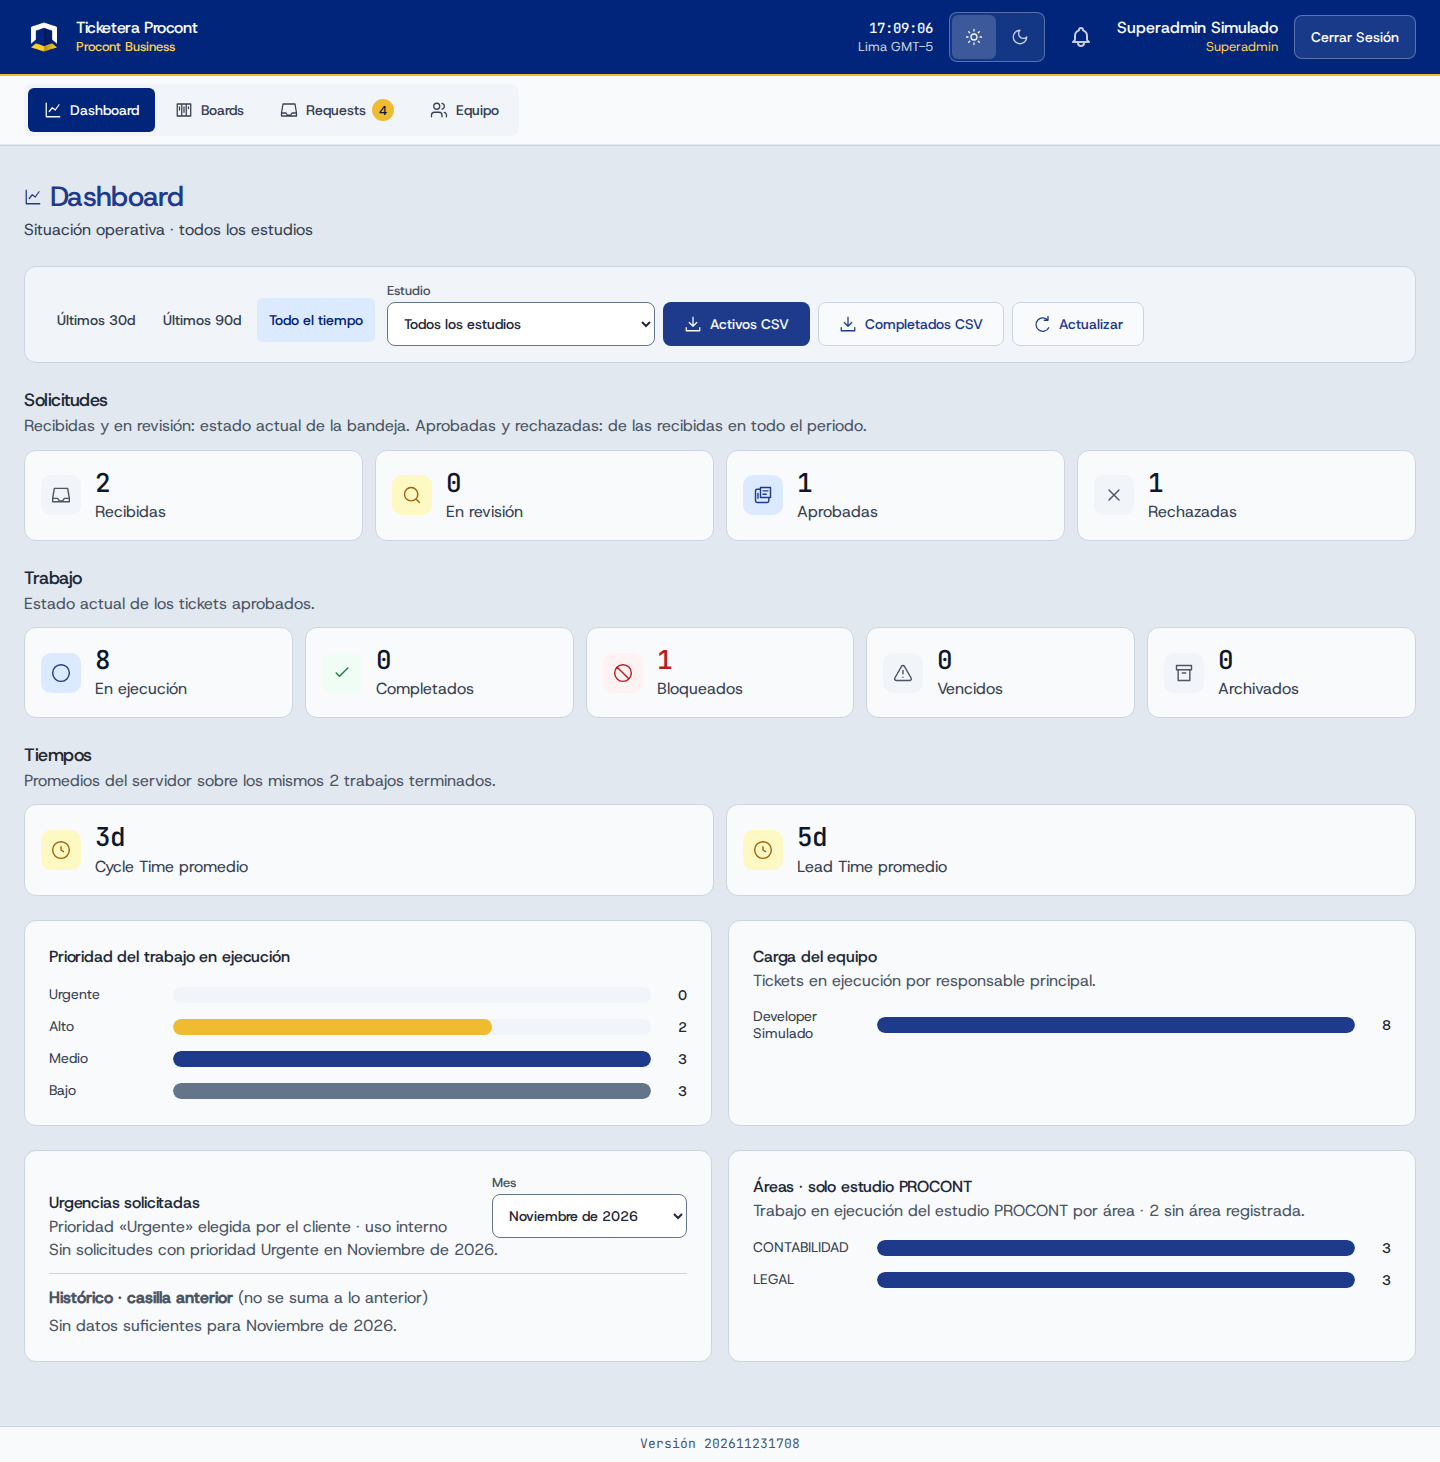 Ticketera Procont
Procont Business
17:09:06
Lima GMT-5
Superadmin Simulado
Superadmin
Cerrar Sesión
Dashboard
Boards
Requests 4
Equipo
Dashboard
Situación operativa · todos los estudios
Últimos 30d
Últimos 90d
Todo el tiempo
Estudio
Todos los estudios
Activos CSV
Completados CSV
Actualizar
Solicitudes
Recibidas y en revisión: estado actual de la bandeja. Aprobadas y rechazadas: de las recibidas en todo el periodo.
2
Recibidas
0
En revisión
1
Aprobadas
1
Rechazadas
Trabajo
Estado actual de los tickets aprobados.
8
En ejecución
0
Completados
1
Bloqueados
0
Vencidos
0
Archivados
Tiempos
Promedios del servidor sobre los mismos 2 trabajos terminados.
3d
Cycle Time promedio
5d
Lead Time promedio
Prioridad del trabajo en ejecución
Urgente 0
Alto 2
Medio 3
Bajo 3
Carga del equipo
Tickets en ejecución por responsable principal.
Developer
Simulado
8
Urgencias solicitadas
Prioridad «Urgente» elegida por el cliente · uso interno
Mes
Noviembre de 2026
Sin solicitudes con prioridad Urgente en Noviembre de 2026.
Histórico · casilla anterior (no se suma a lo anterior)
Sin datos suficientes para Noviembre de 2026.
Áreas · solo estudio PROCONT
Trabajo en ejecución del estudio PROCONT por área · 2 sin área registrada.
CONTABILIDAD 3
LEGAL 3
Versión 202611231708